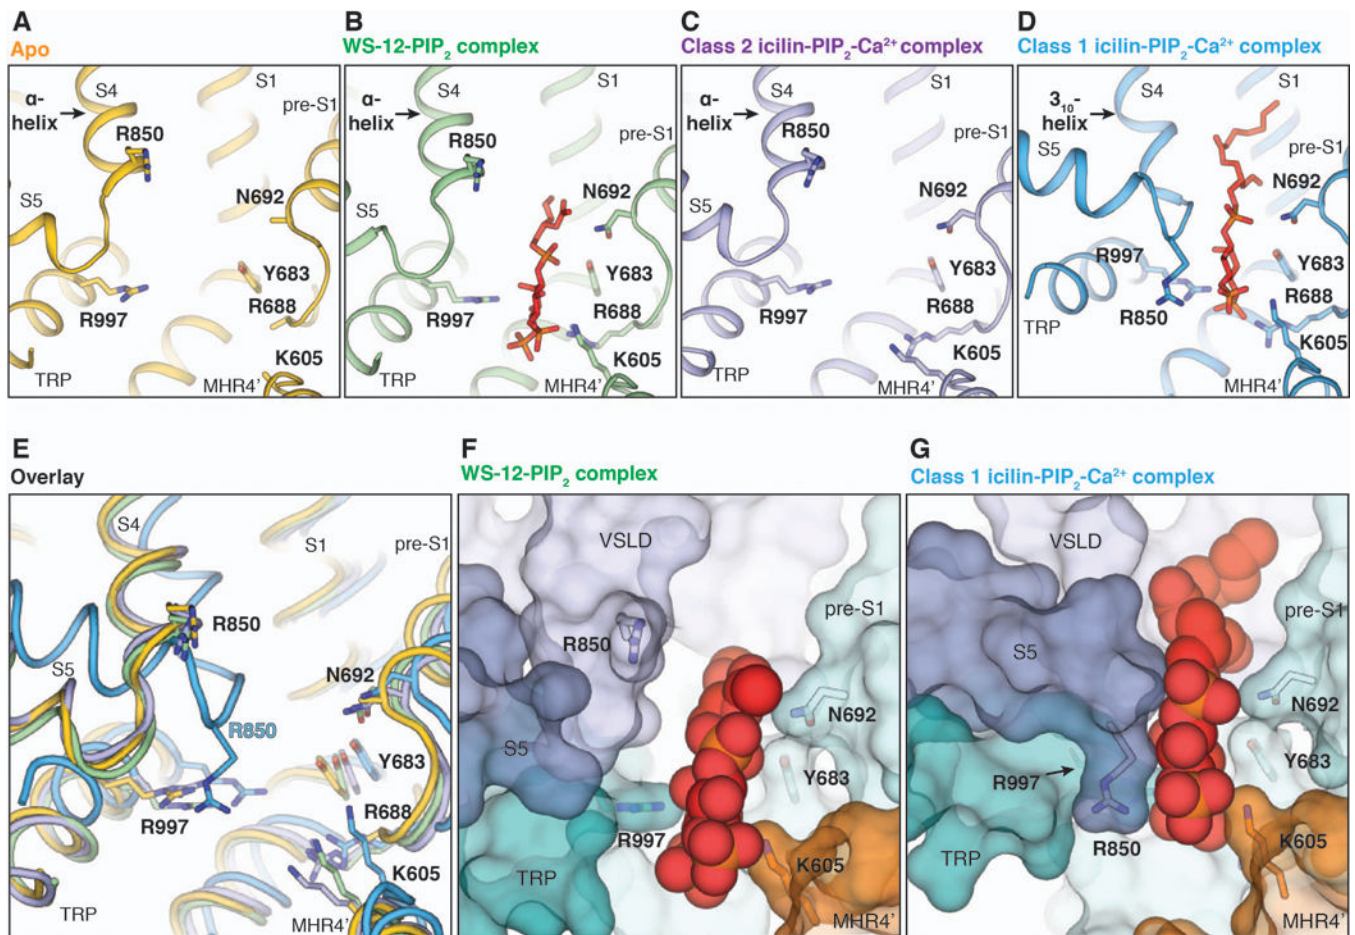 A
Apo
α-
helix
S4
S1
pre-S1
R850
S5
N692
Y683
R688
R997
K605
TRP
B
WS-12-PIP₂ complex
α-
helix
S4
S1
pre-S1
R850
N692
S5
Y683
R688
R997
K605
TRP
MHR4'
C
Class 2 icilin-PIP₂-Ca²⁺ complex
α-
helix
S4
S1
R850
pre-S1
N692
S5
Y683
R688
R997
K605
TRP
MHR4'
D
Class 1 icilin-PIP₂-Ca²⁺ complex
3₁₀-
helix
S4
S1
S5
pre-S1
N692
R997
Y683
R688
R850
TRP
K605
MHR4'
E
Overlay
S4
S1
pre-S1
R850
S5
N692
R850
Y683
R997
R688
K605
TRP
MHR4'
F
WS-12-PIP₂ complex
VSLD
pre-S1
R850
N692
S5
Y683
R997
K605
TRP
MHR4'
G
Class 1 icilin-PIP₂-Ca²⁺ complex
VSLD
pre-S1
S5
N692
Y683
R997
K605
TRP
R850
MHR4'